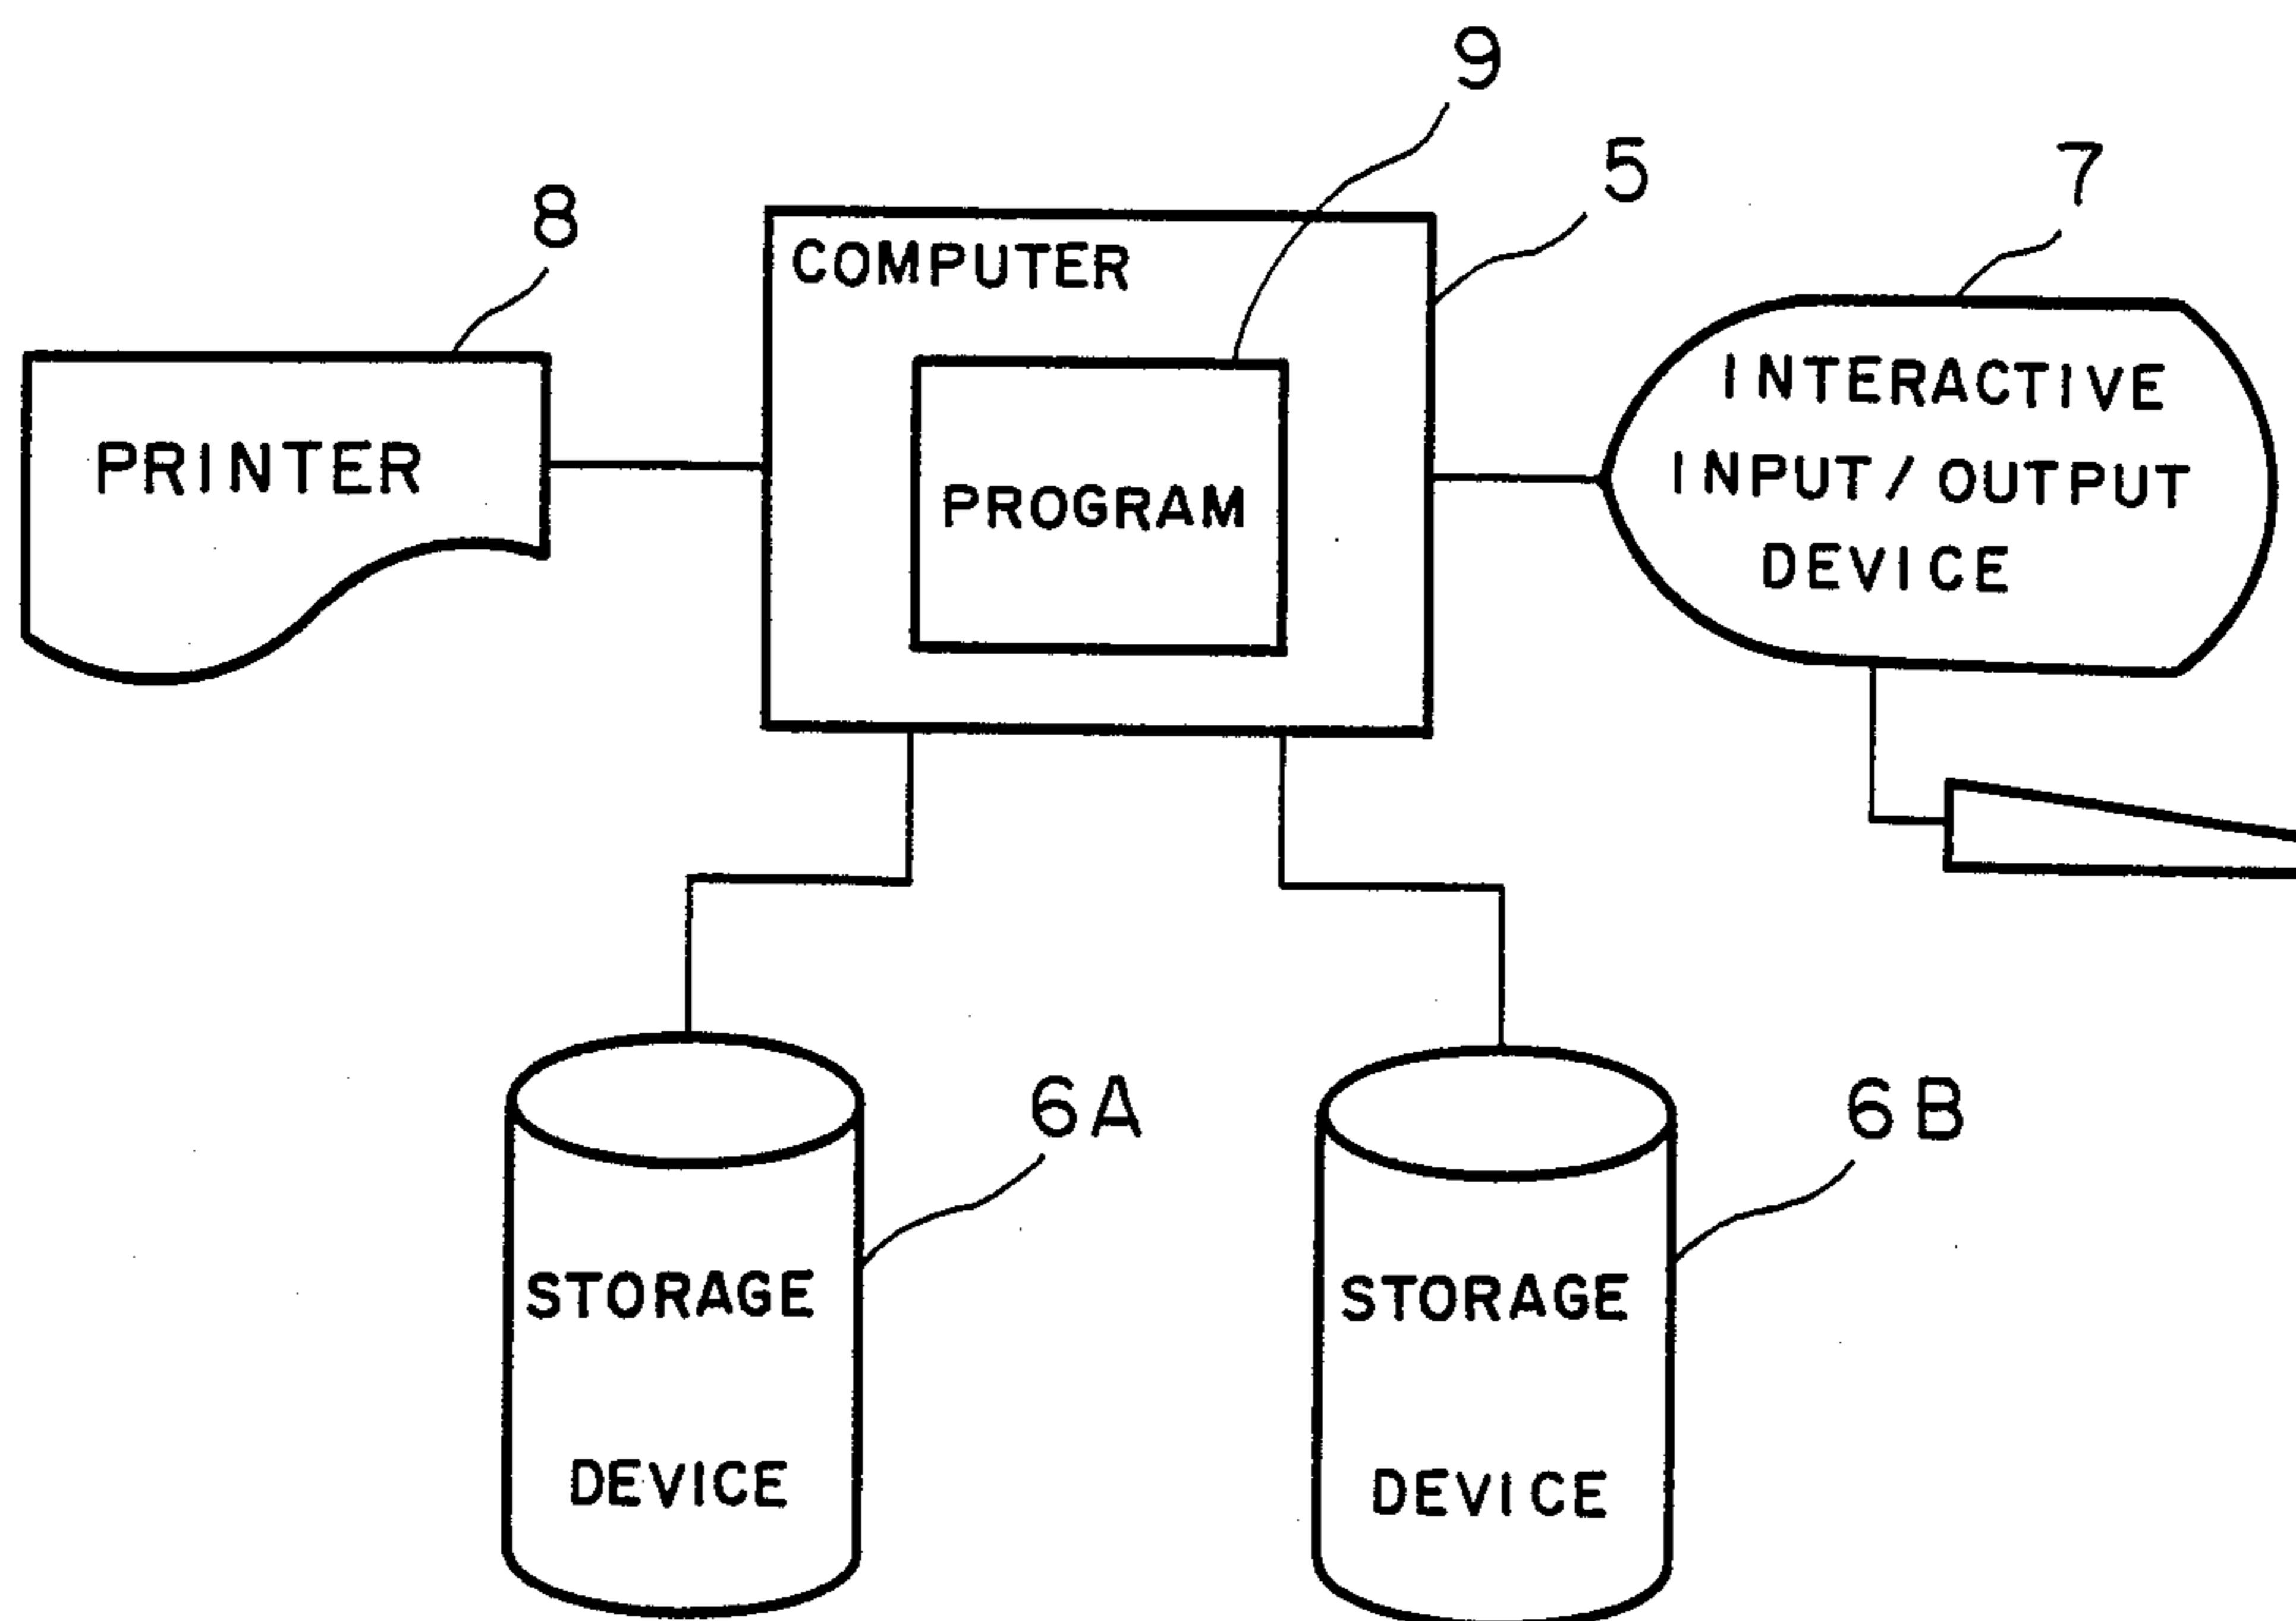 9
5
7
8
COMPUTER
INTERACTIVE
INPUT/OUTPUT
DEVICE
PRINTER
PROGRAM
6A
6B
STORAGE
DEVICE
STORAGE
DEVICE